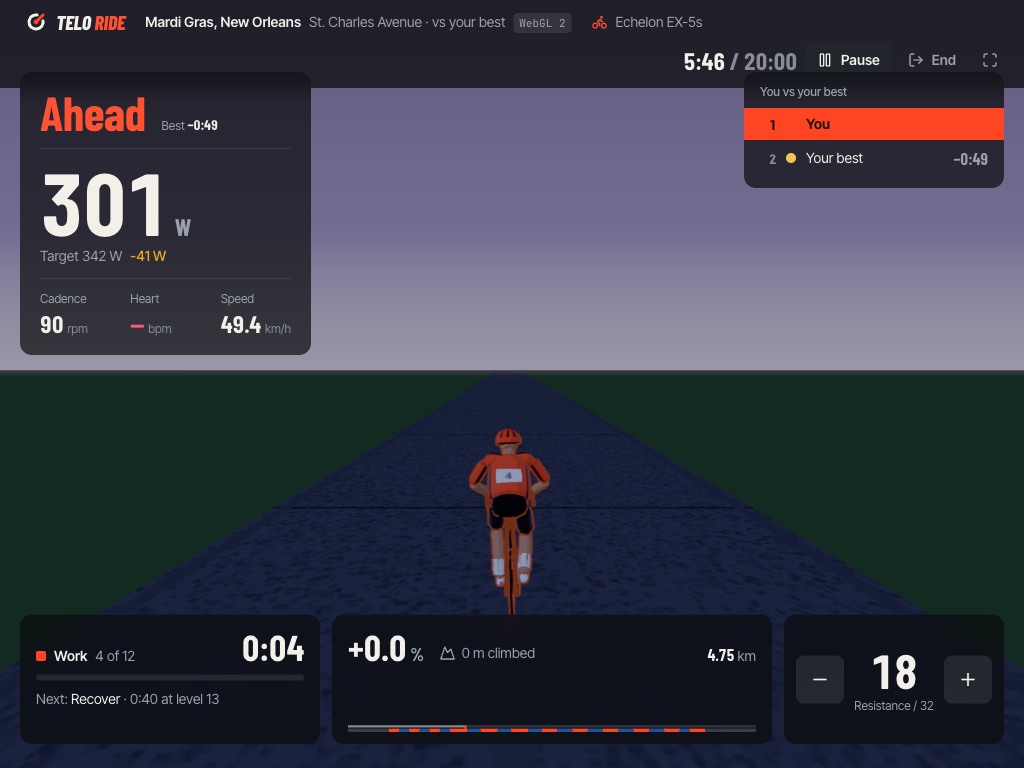 TELO RIDE Mardi Gras, New Orleans St. Charles Avenue · vs your best WebGL 2 Echelon EX-5s
5:46 / 20:00 Pause End
Ahead Best −0:49
301 W
Target 342 W -41 W
Cadence Heart Speed
90 rpm — bpm 49.4 km/h
You vs your best
1 You
2 Your best −0:49
4
Work 4 of 12 0:04
Next: Recover · 0:40 at level 13
+0.0 % 0 m climbed 4.75 km
− 18 +
Resistance / 32